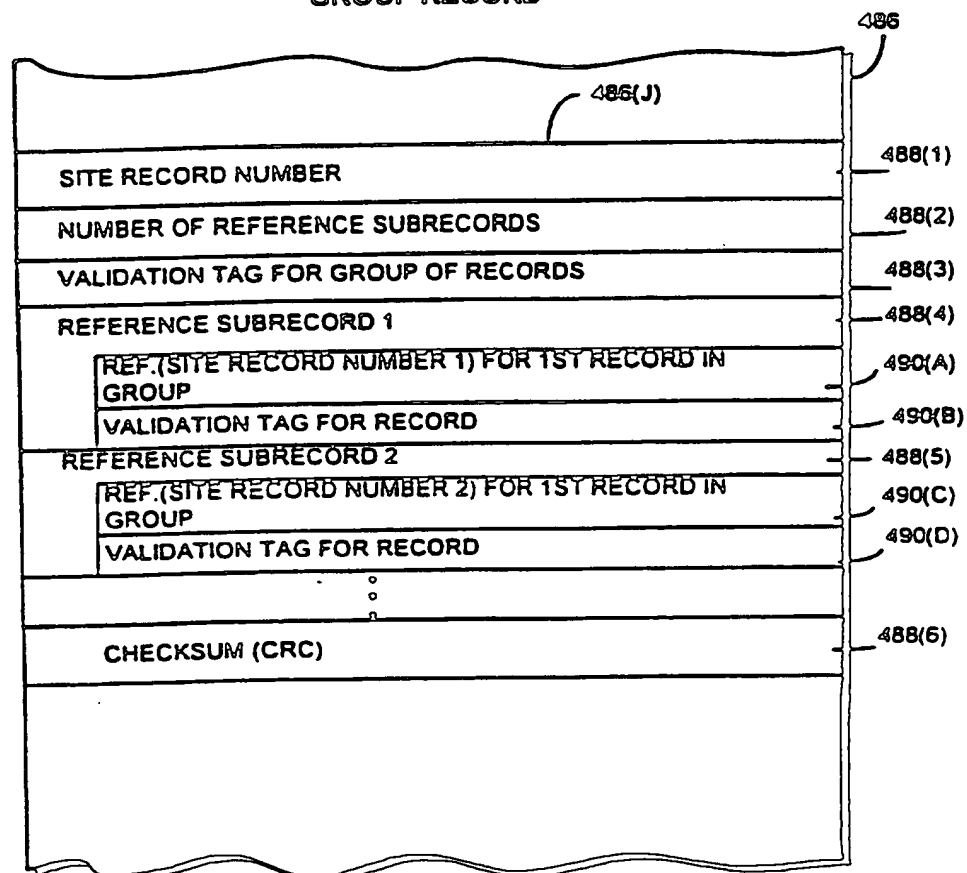 GROUP RECORD
486
486(J)
SITE RECORD NUMBER 488(1)
NUMBER OF REFERENCE SUBRECORDS 488(2)
VALIDATION TAG FOR GROUP OF RECORDS 488(3)
REFERENCE SUBRECORD 1 488(4)
REF.(SITE RECORD NUMBER 1) FOR 1ST RECORD IN 490(A)
GROUP
VALIDATION TAG FOR RECORD 490(B)
REFERENCE SUBRECORD 2 488(5)
REF.(SITE RECORD NUMBER 2) FOR 1ST RECORD IN 490(C)
GROUP
VALIDATION TAG FOR RECORD 490(D)
CHECKSUM (CRC) 488(6)